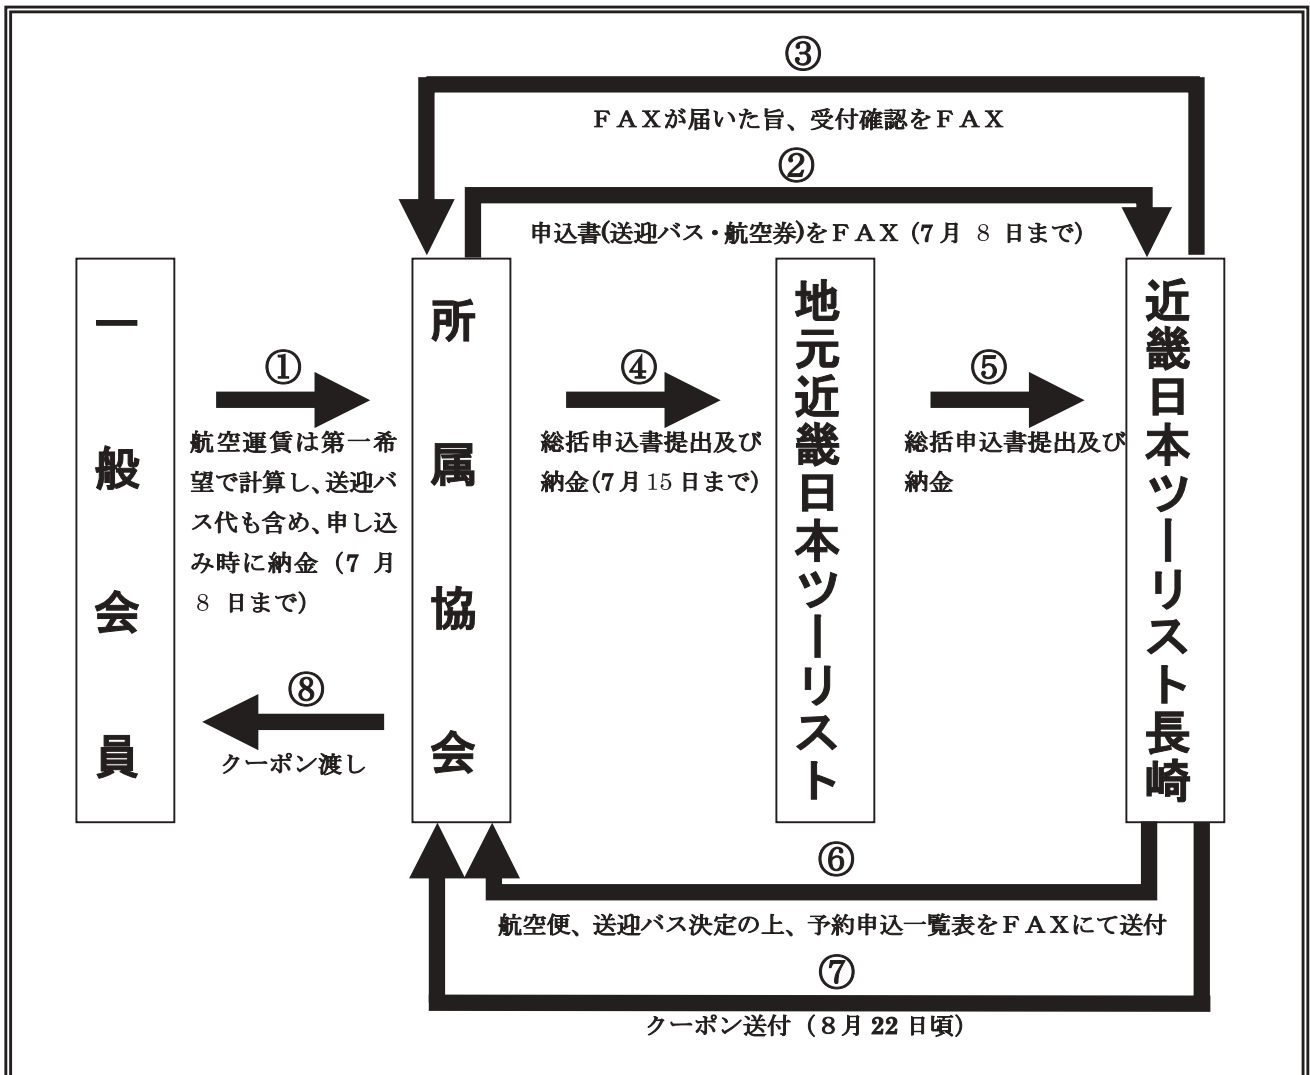 ③
ＦＡＸが届いた旨、受付確認をＦＡＸ
②
申込書(送迎バス・航空券)をＦＡＸ (7月 8 日まで)
一般会員
所属協会
地元近畿日本ツーリスト
近畿日本ツーリスト長崎
①
航空運賃は第一希
望で計算し、送迎バ
ス代も含め、申し込
み時に納金（7 月
8 日まで)
④
総括申込書提出及び
納金(7月15日まで)
⑤
総括申込書提出及び
納金
⑧
クーポン渡し
⑥
航空便、送迎バス決定の上、予約申込一覧表をＦＡＸにて送付
⑦
クーポン送付（８月 22 日頃）